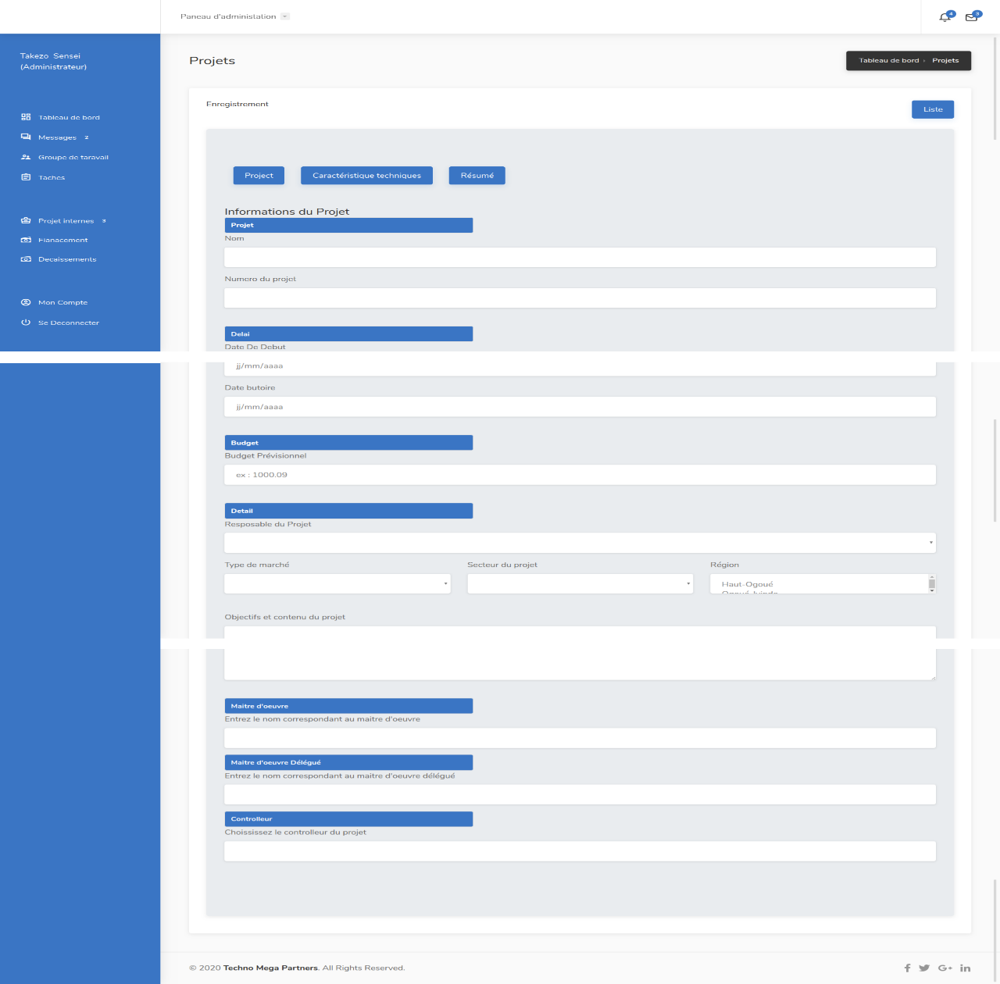 Paneau d'administation
4
3
Takezo Sensei
(Administrateur)
Tableau de bord
Messages 2
Groupe de taravail
Taches
Projet internes 3
Fianacement
Decaissements
Mon Compte
Se Deconnecter
Projets
Tableau de bord › Projets
Enregistrement
Liste
Project
Caractéristique techniques
Résumé
Informations du Projet
Projet
Nom
Numero du projet
Delai
Date De Debut
jj/mm/aaaa
Date butoire
jj/mm/aaaa
Budget
Budget Prévisionnel
ex : 1000.09
Detail
Resposable du Projet
Type de marché
Secteur du projet
Région
Haut-Ogoué
Objectifs et contenu du projet
Maitre d'oeuvre
Entrez le nom correspondant au maitre d'oeuvre
Maitre d'oeuvre Délégué
Entrez le nom correspondant au maitre d'oeuvre délégué
Controlleur
Choississez le controlleur du projet
© 2020 Techno Mega Partners. All Rights Reserved.